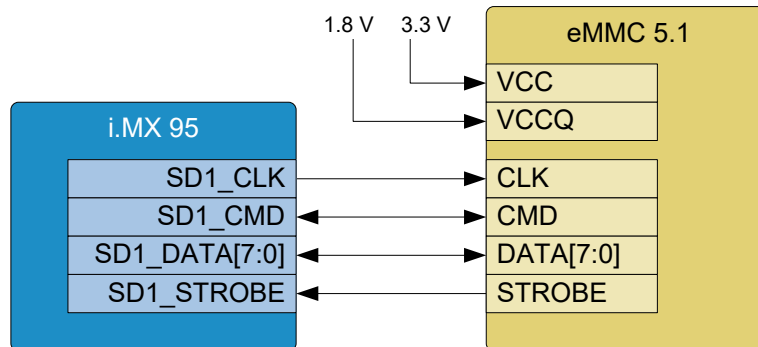 1.8 V 3.3 V
eMMC 5.1
VCC
VCCQ
i.MX 95
SD1_CLK CLK
SD1_CMD CMD
SD1_DATA[7:0] DATA[7:0]
SD1_STROBE STROBE